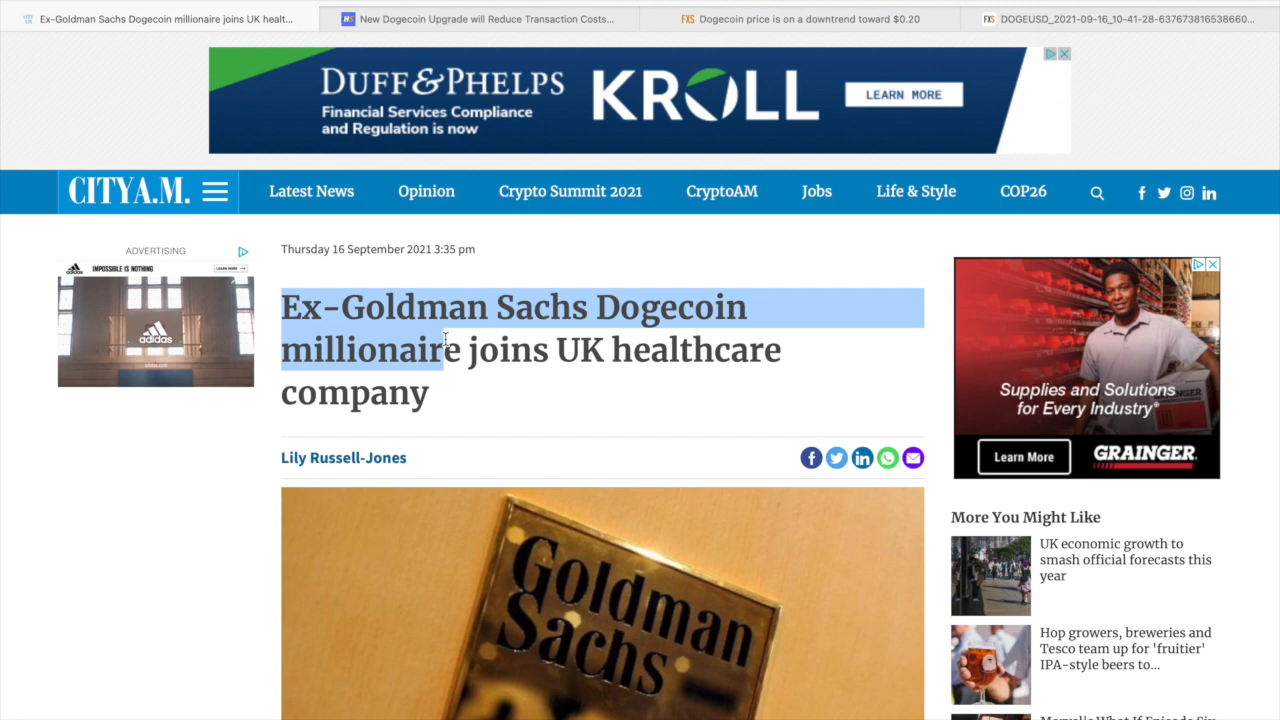 Ex-Goldman Sachs Dogecoin millionaire joins UK healt...
New Dogecoin Upgrade will Reduce Transaction Costs...
FXS Dogecoin price is on a downtrend toward $0.20
FXS DOGEUSD_2021-09-16_10-41-28-637673816538660...
DUFF & PHELPS
Financial Services Compliance
and Regulation is now
KROLL
LEARN MORE
CITYA.M.
Latest News
Opinion
Crypto Summit 2021
CryptoAM
Jobs
Life & Style
COP26
ADVERTISING
IMPOSSIBLE IS NOTHING
LEARN MORE
adidas
Thursday 16 September 2021 3:35 pm
Ex-Goldman Sachs Dogecoin
millionaire joins UK healthcare
company
Lily Russell-Jones
Goldman
Sachs
Supplies and Solutions
for Every Industry®
Learn More
GRAINGER
More You Might Like
UK economic growth to
smash official forecasts this
year
Hop growers, breweries and
Tesco team up for 'fruitier'
IPA-style beers to...